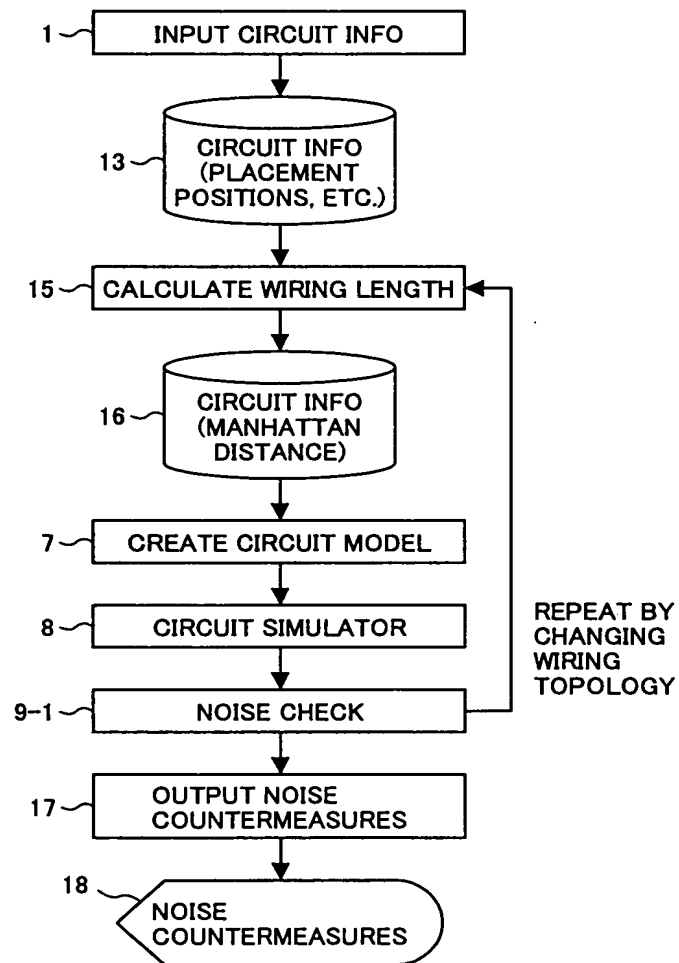 1
INPUT CIRCUIT INFO
13
CIRCUIT INFO
(PLACEMENT
POSITIONS, ETC.)
15
CALCULATE WIRING LENGTH
16
CIRCUIT INFO
(MANHATTAN
DISTANCE)
7
CREATE CIRCUIT MODEL
8
CIRCUIT SIMULATOR
9-1
NOISE CHECK
REPEAT BY
CHANGING
WIRING
TOPOLOGY
17
OUTPUT NOISE
COUNTERMEASURES
18
NOISE
COUNTERMEASURES